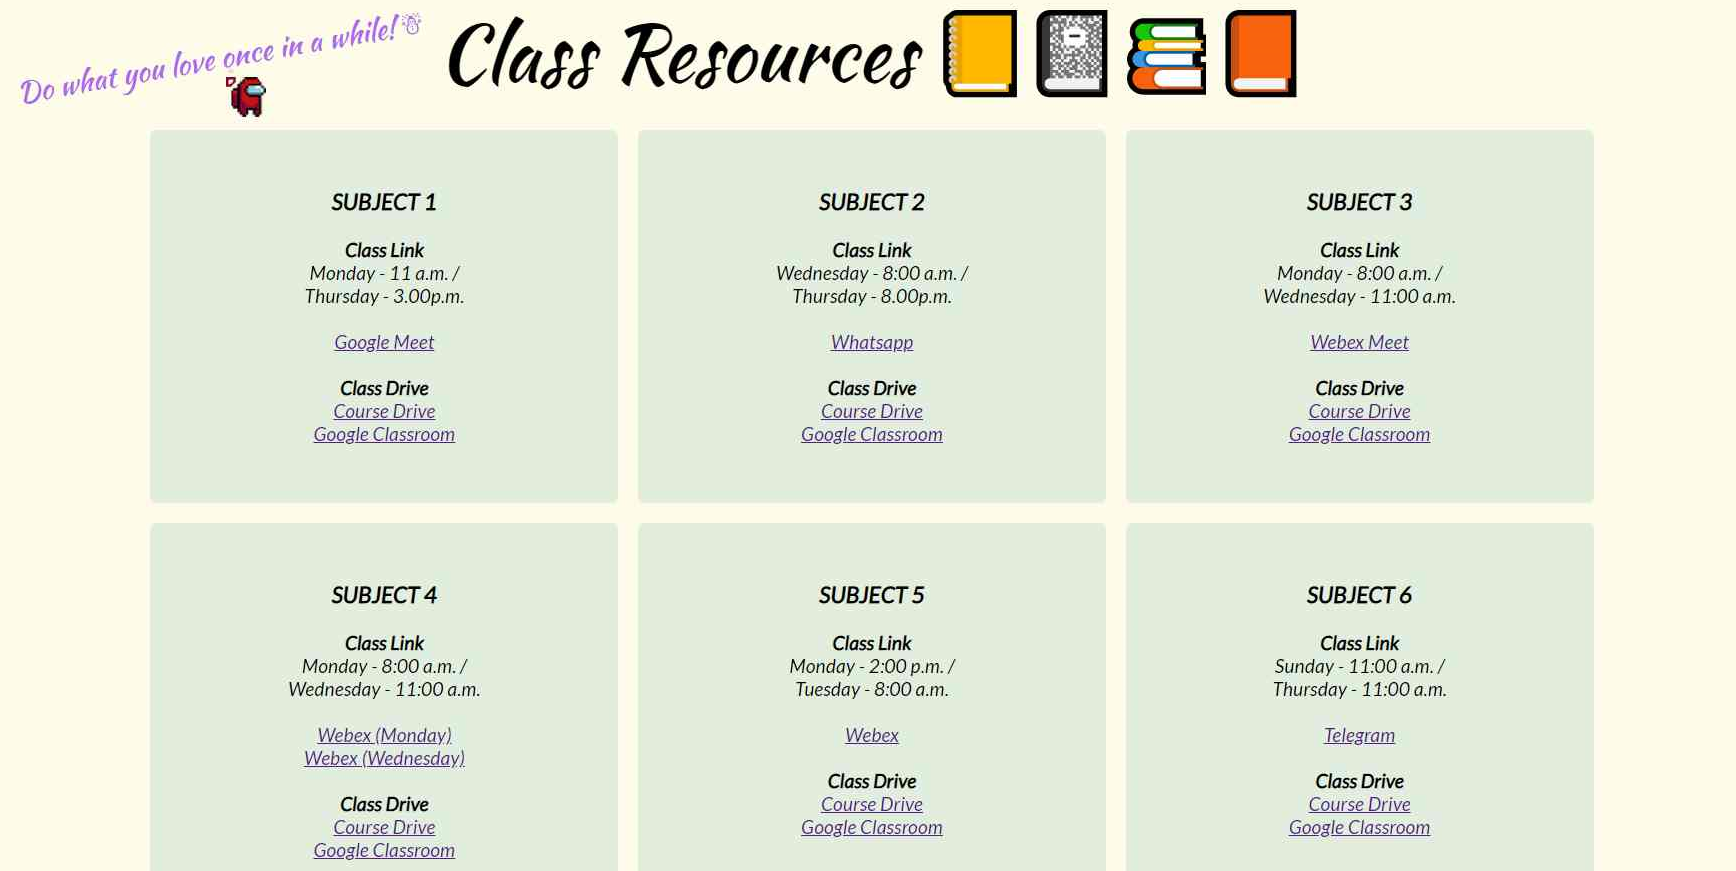 Do what you love once in a while!☃
Class Resources
SUBJECT 1
Class Link
Monday - 11 a.m. /
Thursday - 3.00p.m.
Google Meet
Class Drive
Course Drive
Google Classroom
SUBJECT 2
Class Link
Wednesday - 8:00 a.m. /
Thursday - 8.00p.m.
Whatsapp
Class Drive
Course Drive
Google Classroom
SUBJECT 3
Class Link
Monday - 8:00 a.m. /
Wednesday - 11:00 a.m.
Webex Meet
Class Drive
Course Drive
Google Classroom
SUBJECT 4
Class Link
Monday - 8:00 a.m. /
Wednesday - 11:00 a.m.
Webex (Monday)
Webex (Wednesday)
Class Drive
Course Drive
Google Classroom
SUBJECT 5
Class Link
Monday - 2:00 p.m. /
Tuesday - 8:00 a.m.
Webex
Class Drive
Course Drive
Google Classroom
SUBJECT 6
Class Link
Sunday - 11:00 a.m. /
Thursday - 11:00 a.m.
Telegram
Class Drive
Course Drive
Google Classroom